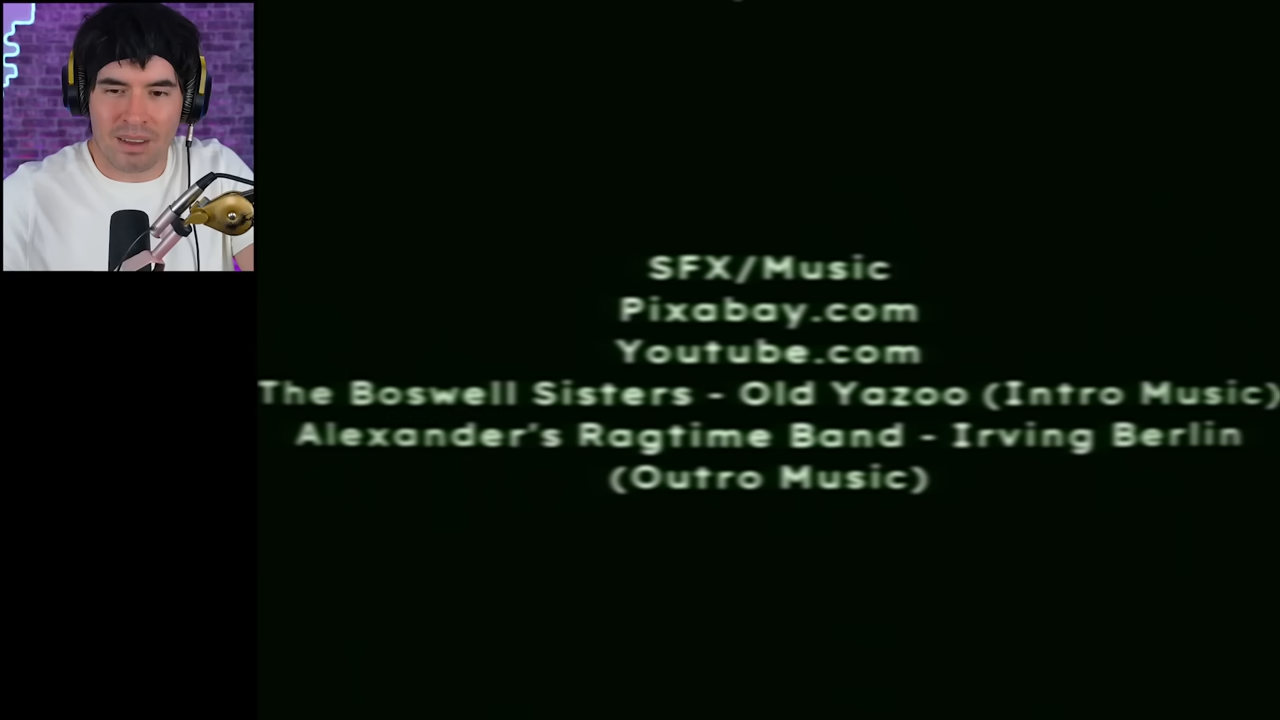 SFX/Music
Pixabay.com
Youtube.com
The Boswell Sisters - Old Yazoo (Intro Music)
Alexander's Ragtime Band - Irving Berlin
(Outro Music)